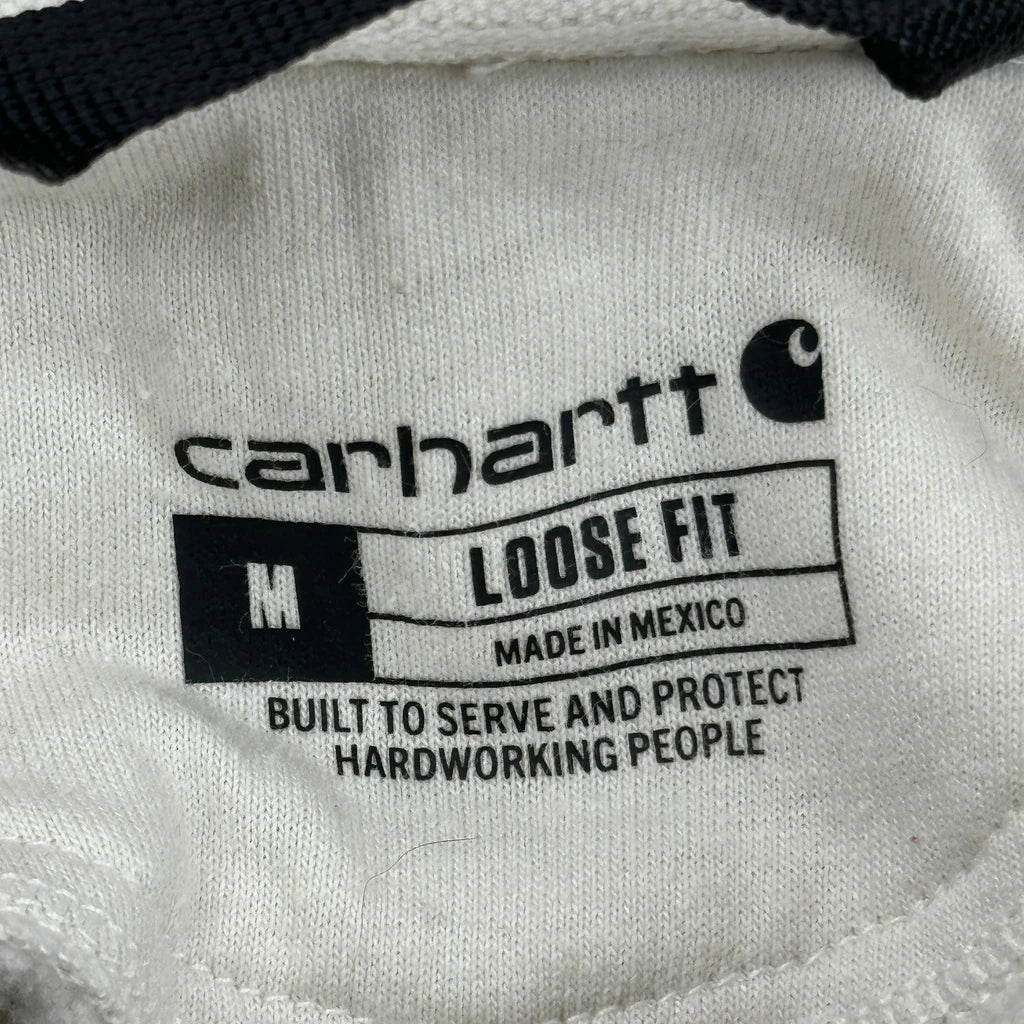 carhartt
M
LOOSE FIT
MADE IN MEXICO
BUILT TO SERVE AND PROTECT
HARDWORKING PEOPLE